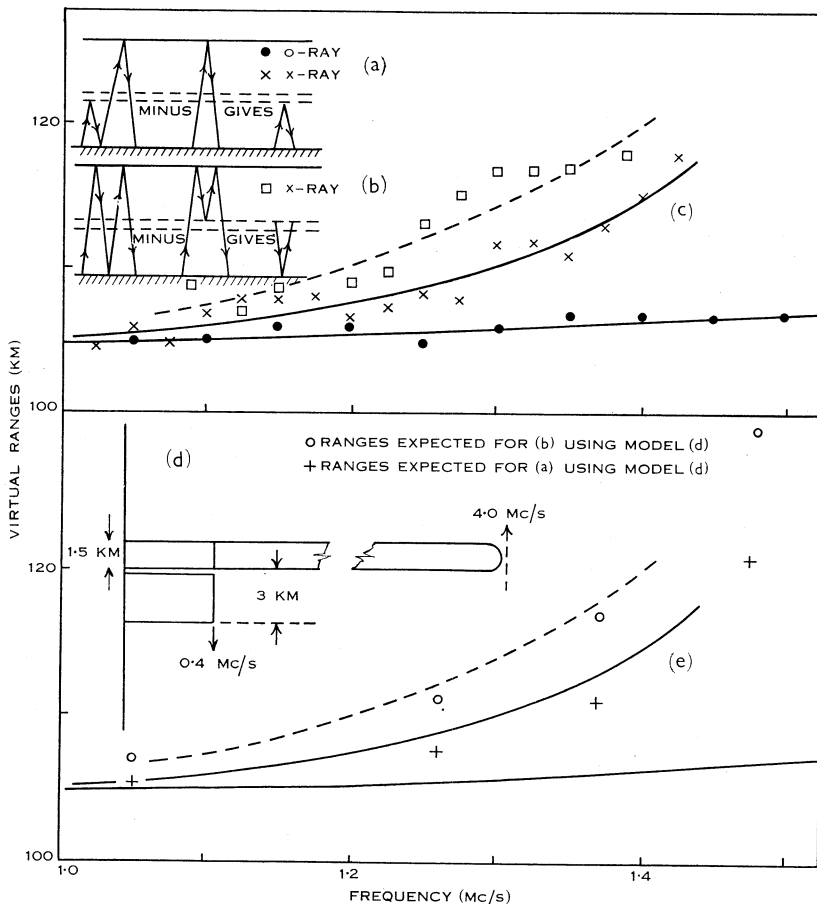 ● O-RAY (a)
× X-RAY
120
MINUS GIVES
(b)
□ X-RAY
MINUS GIVES
(c)
100
VIRTUAL RANGES (KM)
(d)
O RANGES EXPECTED FOR (b) USING MODEL (d)
+ RANGES EXPECTED FOR (a) USING MODEL (d)
4·0 Mc/s
1·5 KM
120
3 KM
0·4 Mc/s
(e)
100
1·0 1·2 1·4
FREQUENCY (Mc/s)